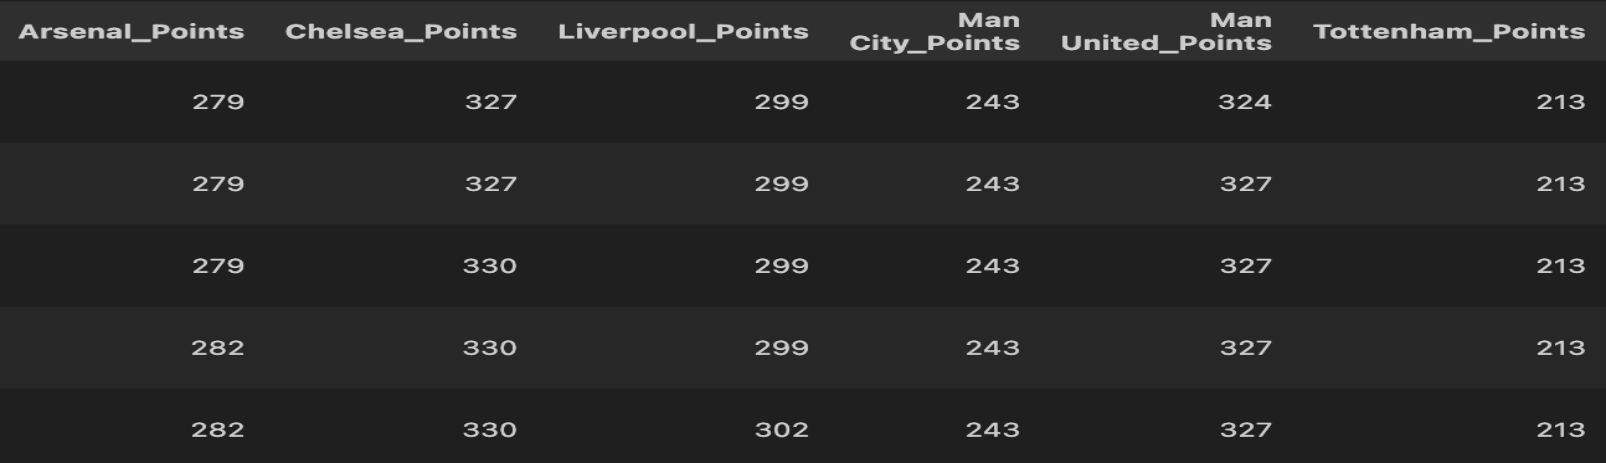 Arsenal_Points Chelsea_Points Liverpool_Points Man City_Points Man United_Points Tottenham_Points
279 327 299 243 324 213
279 327 299 243 327 213
279 330 299 243 327 213
282 330 299 243 327 213
282 330 302 243 327 213